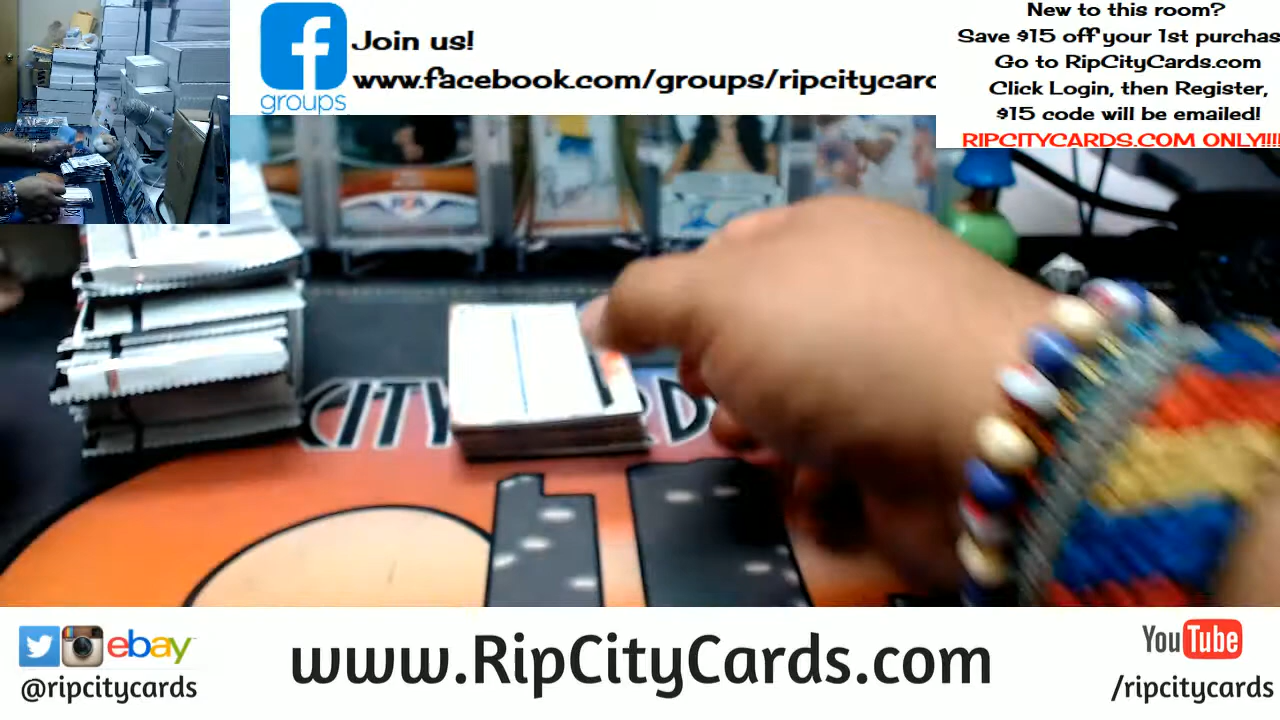 Join us!
www.facebook.com/groups/ripcitycarc
groups
New to this room?
Save $15 off your 1st purchas
Go to RipCityCards.com
Click Login, then Register,
$15 code will be emailed!
RIPCITYCARDS.COM ONLY!!!!
CITY
ebay
@ripcitycards
www.RipCityCards.com
YouTube
/ripcitycards